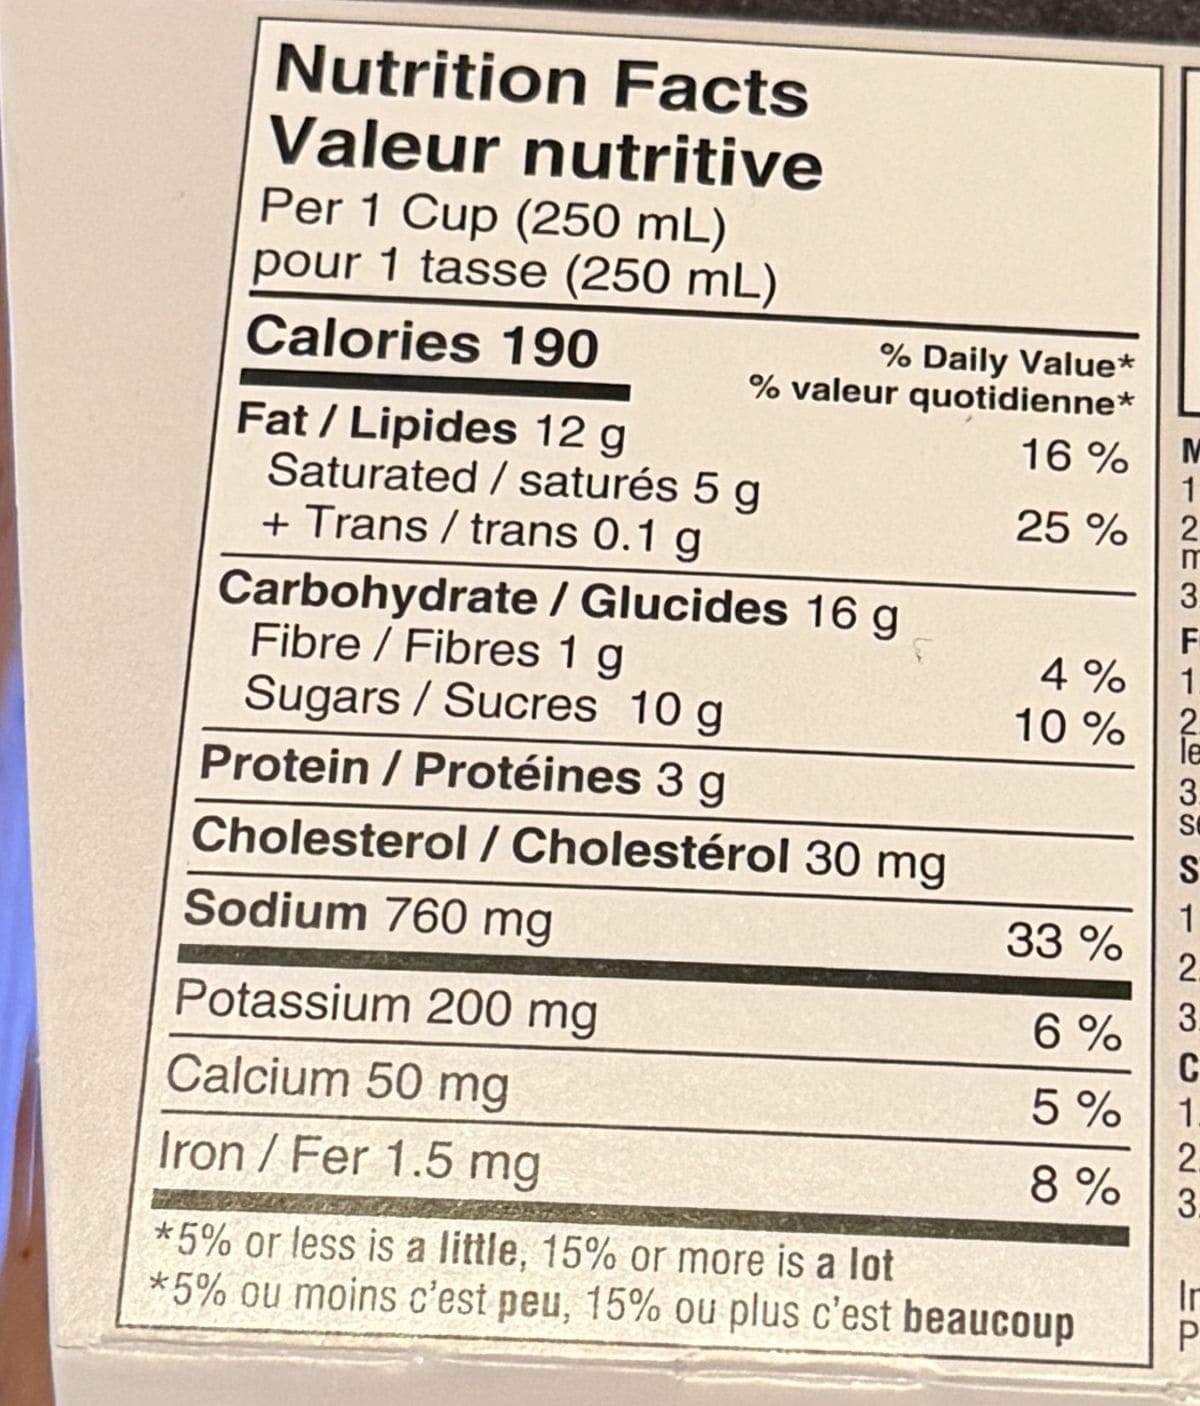 Nutrition Facts
Valeur nutritive
Per 1 Cup (250 mL)
pour 1 tasse (250 mL)
Calories 190
% Daily Value*
% valeur quotidienne*
Fat / Lipides 12 g 16 %
Saturated / saturés 5 g
+ Trans / trans 0.1 g 25 %
Carbohydrate / Glucides 16 g
Fibre / Fibres 1 g 4 %
Sugars / Sucres 10 g 10 %
Protein / Protéines 3 g
Cholesterol / Cholestérol 30 mg
Sodium 760 mg 33 %
Potassium 200 mg 6 %
Calcium 50 mg 5 %
Iron / Fer 1.5 mg 8 %
*5% or less is a little, 15% or more is a lot
*5% ou moins c'est peu, 15% ou plus c'est beaucoup